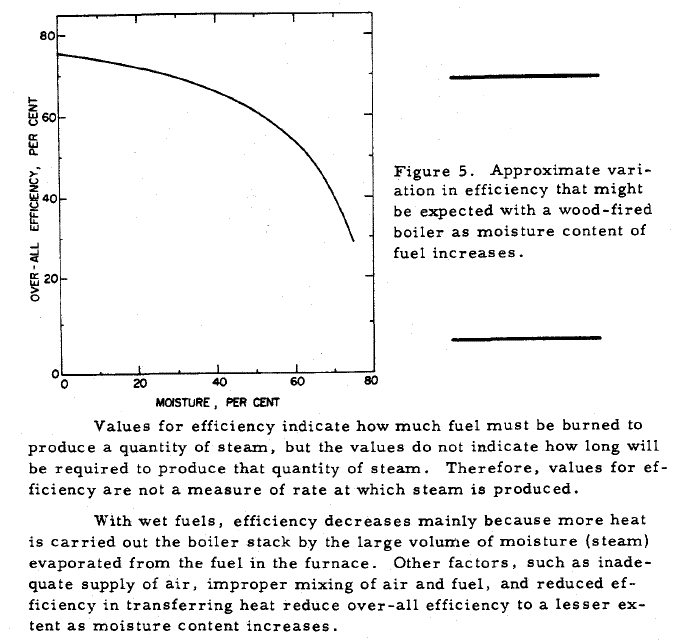 80
60
40
20
0
0 20 40 60 80
OVER-ALL EFFICIENCY, PER CENT
MOISTURE, PER CENT
Figure 5. Approximate vari-
ation in efficiency that might
be expected with a wood-fired
boiler as moisture content of
fuel increases.
Values for efficiency indicate how much fuel must be burned to
produce a quantity of steam, but the values do not indicate how long will
be required to produce that quantity of steam. Therefore, values for ef-
ficiency are not a measure of rate at which steam is produced.
With wet fuels, efficiency decreases mainly because more heat
is carried out the boiler stack by the large volume of moisture (steam)
evaporated from the fuel in the furnace. Other factors, such as inade-
quate supply of air, improper mixing of air and fuel, and reduced ef-
ficiency in transferring heat reduce over-all efficiency to a lesser ex-
tent as moisture content increases.